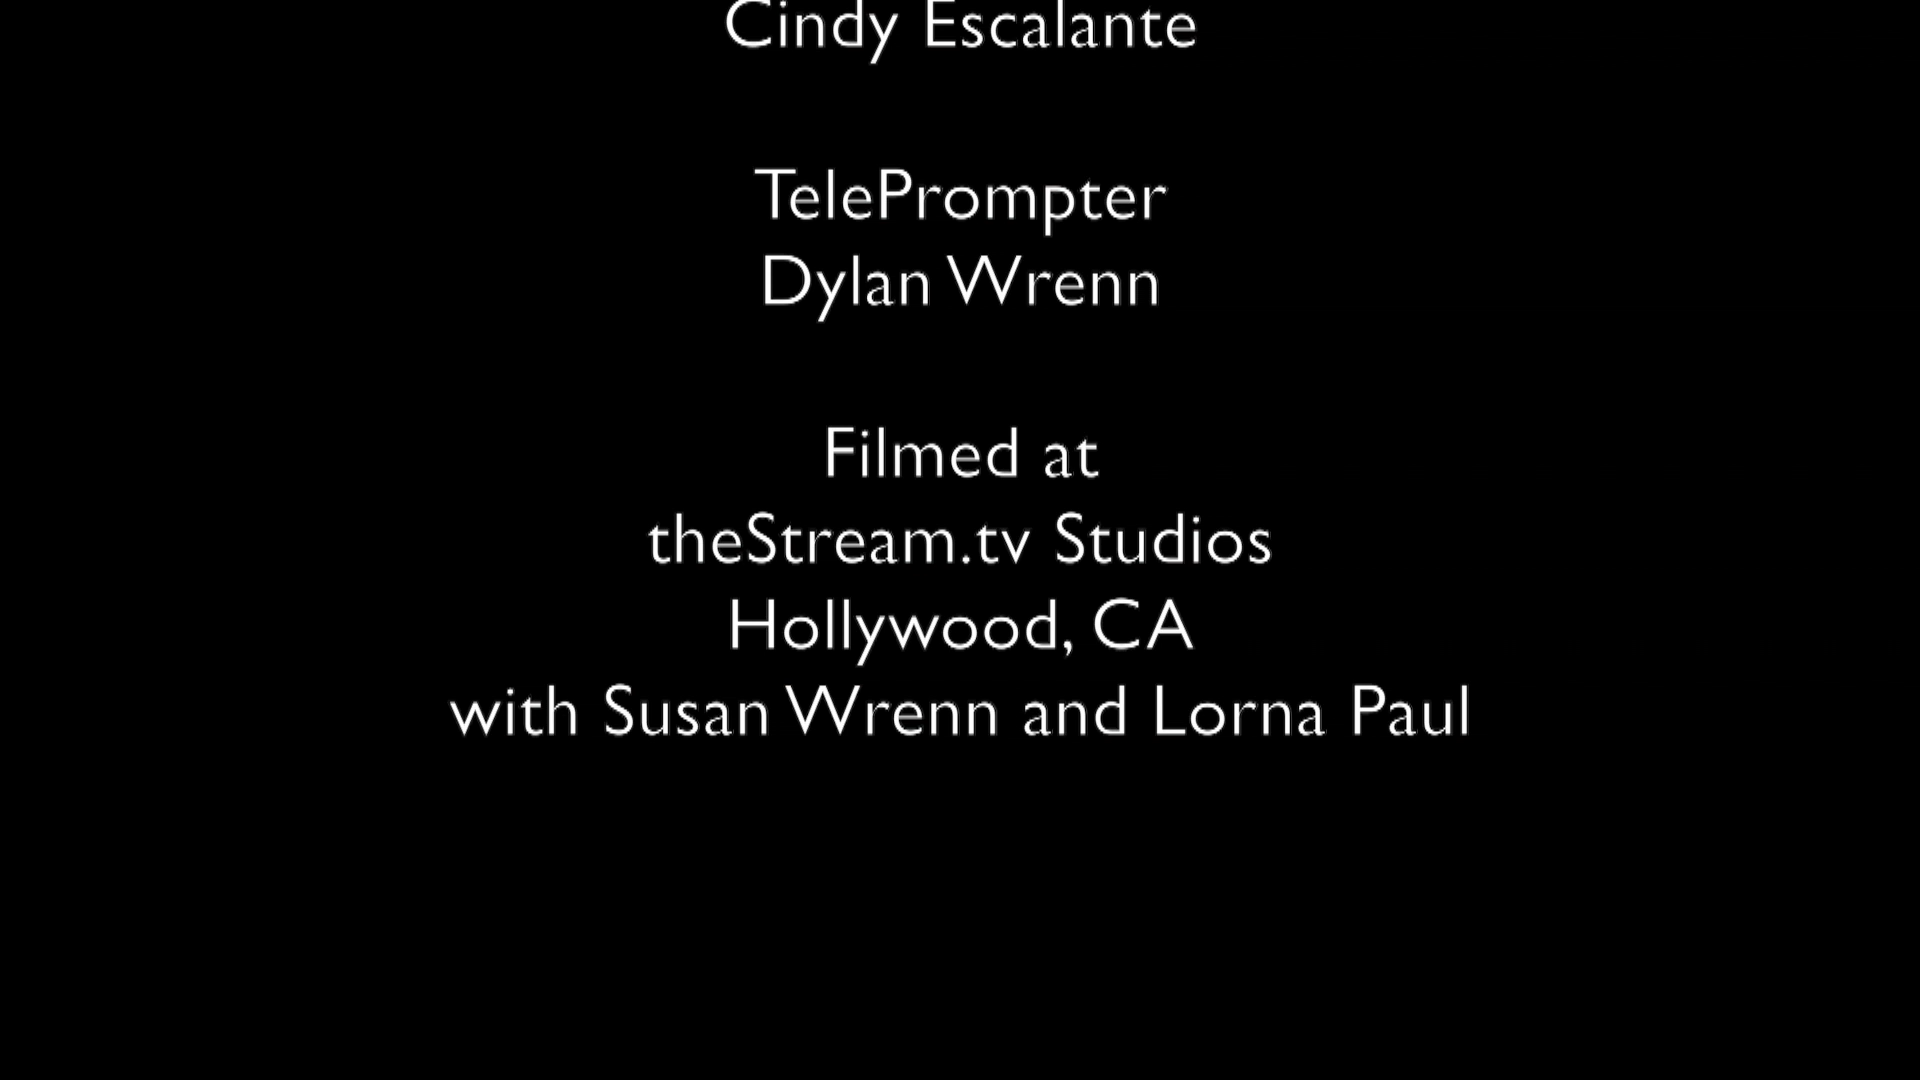 Cindy Escalante
TelePrompter
Dylan Wrenn
Filmed at
theStream.tv Studios
Hollywood, CA
with Susan Wrenn and Lorna Paul